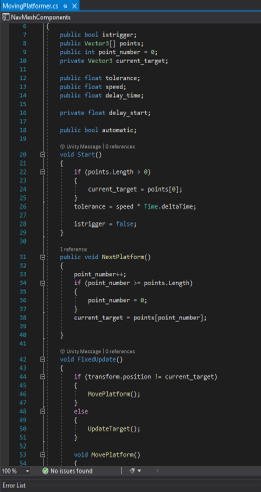 MovingPlatformer.cs
NavMeshComponents
6 {
7 public bool istrigger;
8 public Vector3[] points;
9 public int point_number = 0;
10 private Vector3 current_target;
11
12 public float tolerance;
13 public float speed;
14 public float delay_time;
15
16 private float delay_start;
17
18 public bool automatic;
19
Unity Message | 0 references
20 void Start()
21 {
22 if (points.Length > 0)
23 {
24 current_target = points[0];
25 }
26 tolerance = speed * Time.deltaTime;
27
28 istrigger = false;
29 }
30
1 reference
31 public void NextPlatform()
32 {
33 point_number++;
34 if (point_number >= points.Length)
35 {
36 point_number = 0;
37 }
38 current_target = points[point_number];
39
40 }
41
Unity Message | 0 references
42 void FixedUpdate()
43 {
44 if (transform.position != current_target)
45 {
46 MovePlatform();
47 }
48 else
49 {
50 UpdateTarget();
51 }
52
53 void MovePlatform()
54 {
100 % No issues found
Error List